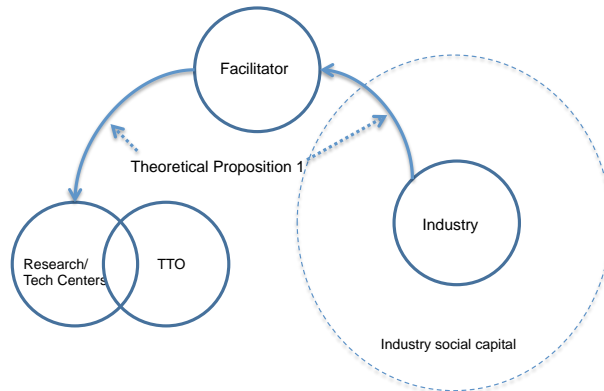 Facilitator
Theoretical Proposition 1
Industry
Research/
Tech Centers
TTO
Industry social capital